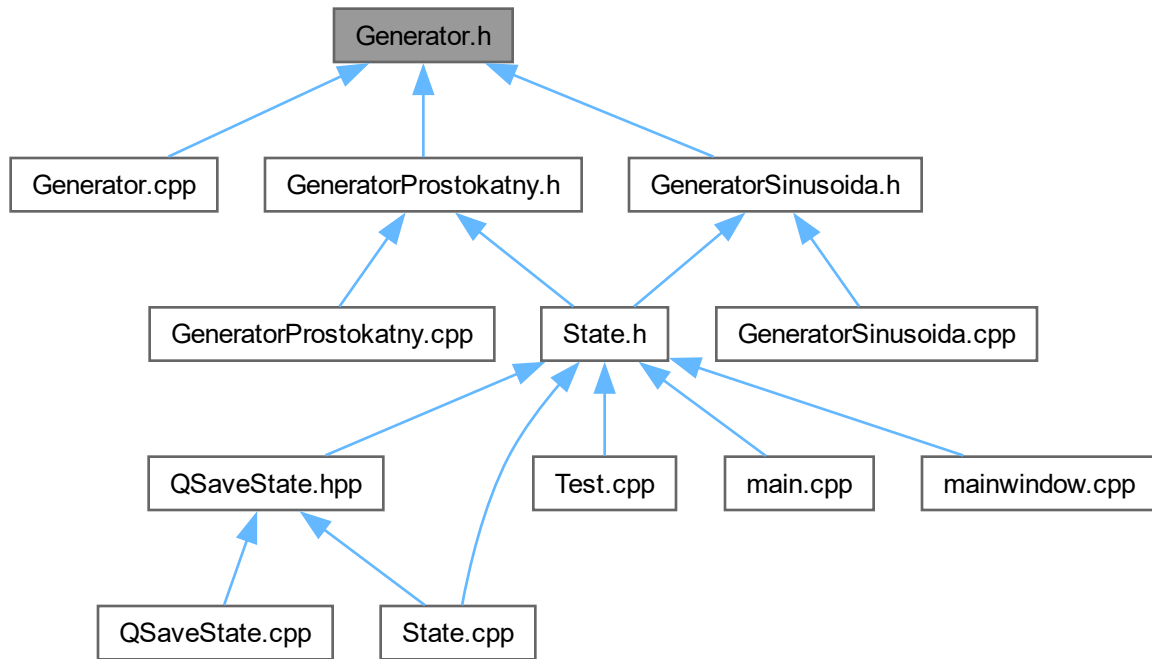 Generator.h
Generator.cpp
GeneratorProstokatny.h
GeneratorSinusoida.h
GeneratorProstokatny.cpp
State.h
GeneratorSinusoida.cpp
QSaveState.hpp
Test.cpp
main.cpp
mainwindow.cpp
QSaveState.cpp
State.cpp